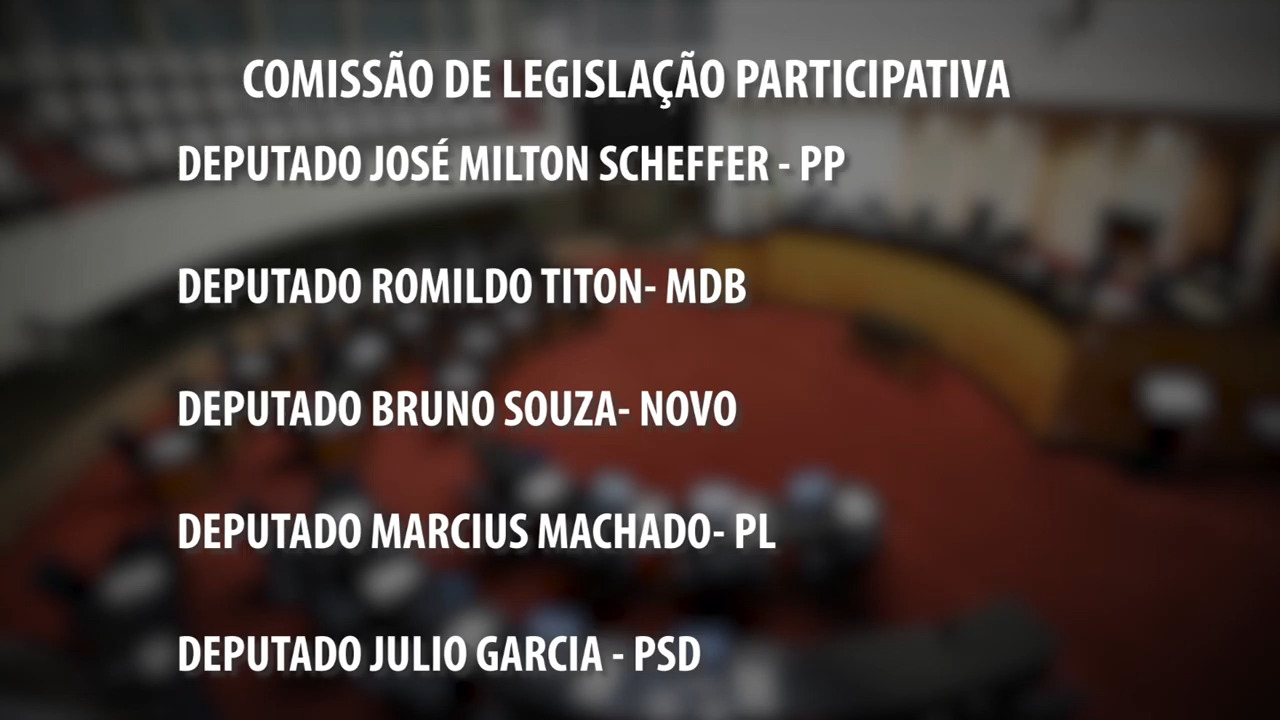 COMISSÃO DE LEGISLAÇÃO PARTICIPATIVA
DEPUTADO JOSÉ MILTON SCHEFFER - PP
DEPUTADO ROMILDO TITON- MDB
DEPUTADO BRUNO SOUZA- NOVO
DEPUTADO MARCIUS MACHADO- PL
DEPUTADO JULIO GARCIA - PSD